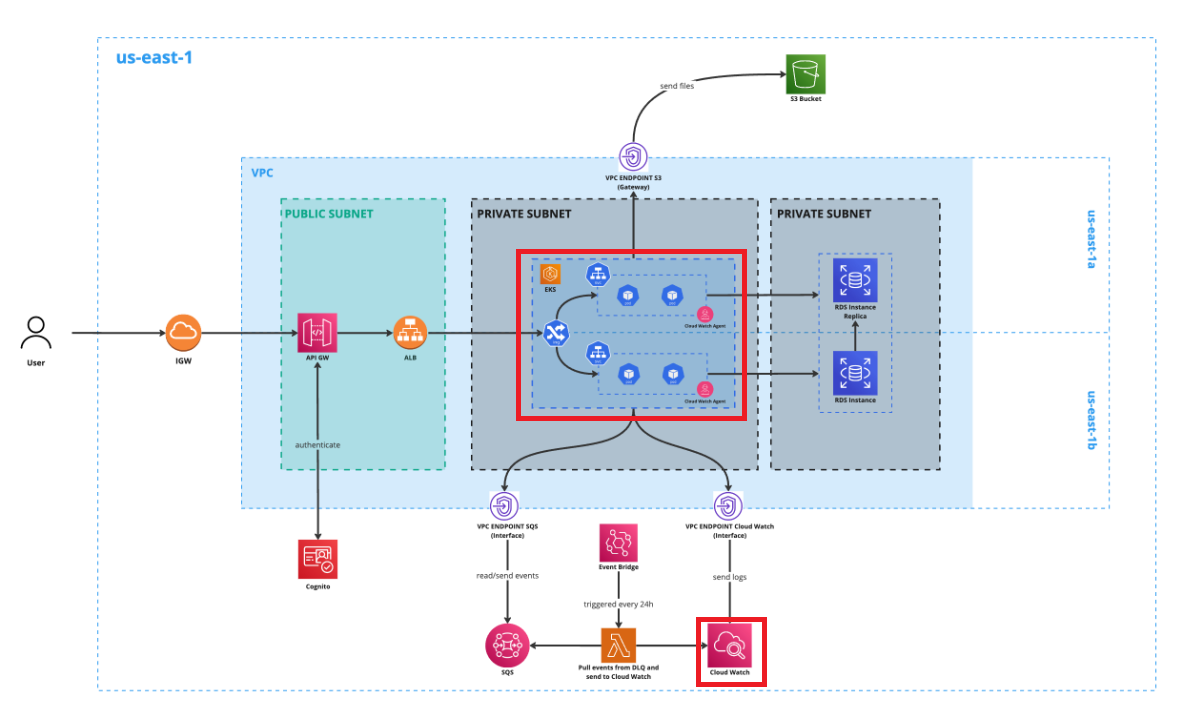 us-east-1
send files
S3 Bucket
VPC
VPC ENDPOINT S3
(Gateway)
PUBLIC SUBNET
PRIVATE SUBNET
PRIVATE SUBNET
us-east-1a
EKS
Cloud Watch Agent
RDS Instance
Replica
User
IGW
API GW
ALB
Cloud Watch Agent
RDS Instance
us-east-1b
authenticate
VPC ENDPOINT SQS
(Interface)
VPC ENDPOINT Cloud Watch
(Interface)
Event Bridge
Cognito
read/send events
send logs
triggered every 24h
SQS
Pull events from DLQ and
send to Cloud Watch
Cloud Watch